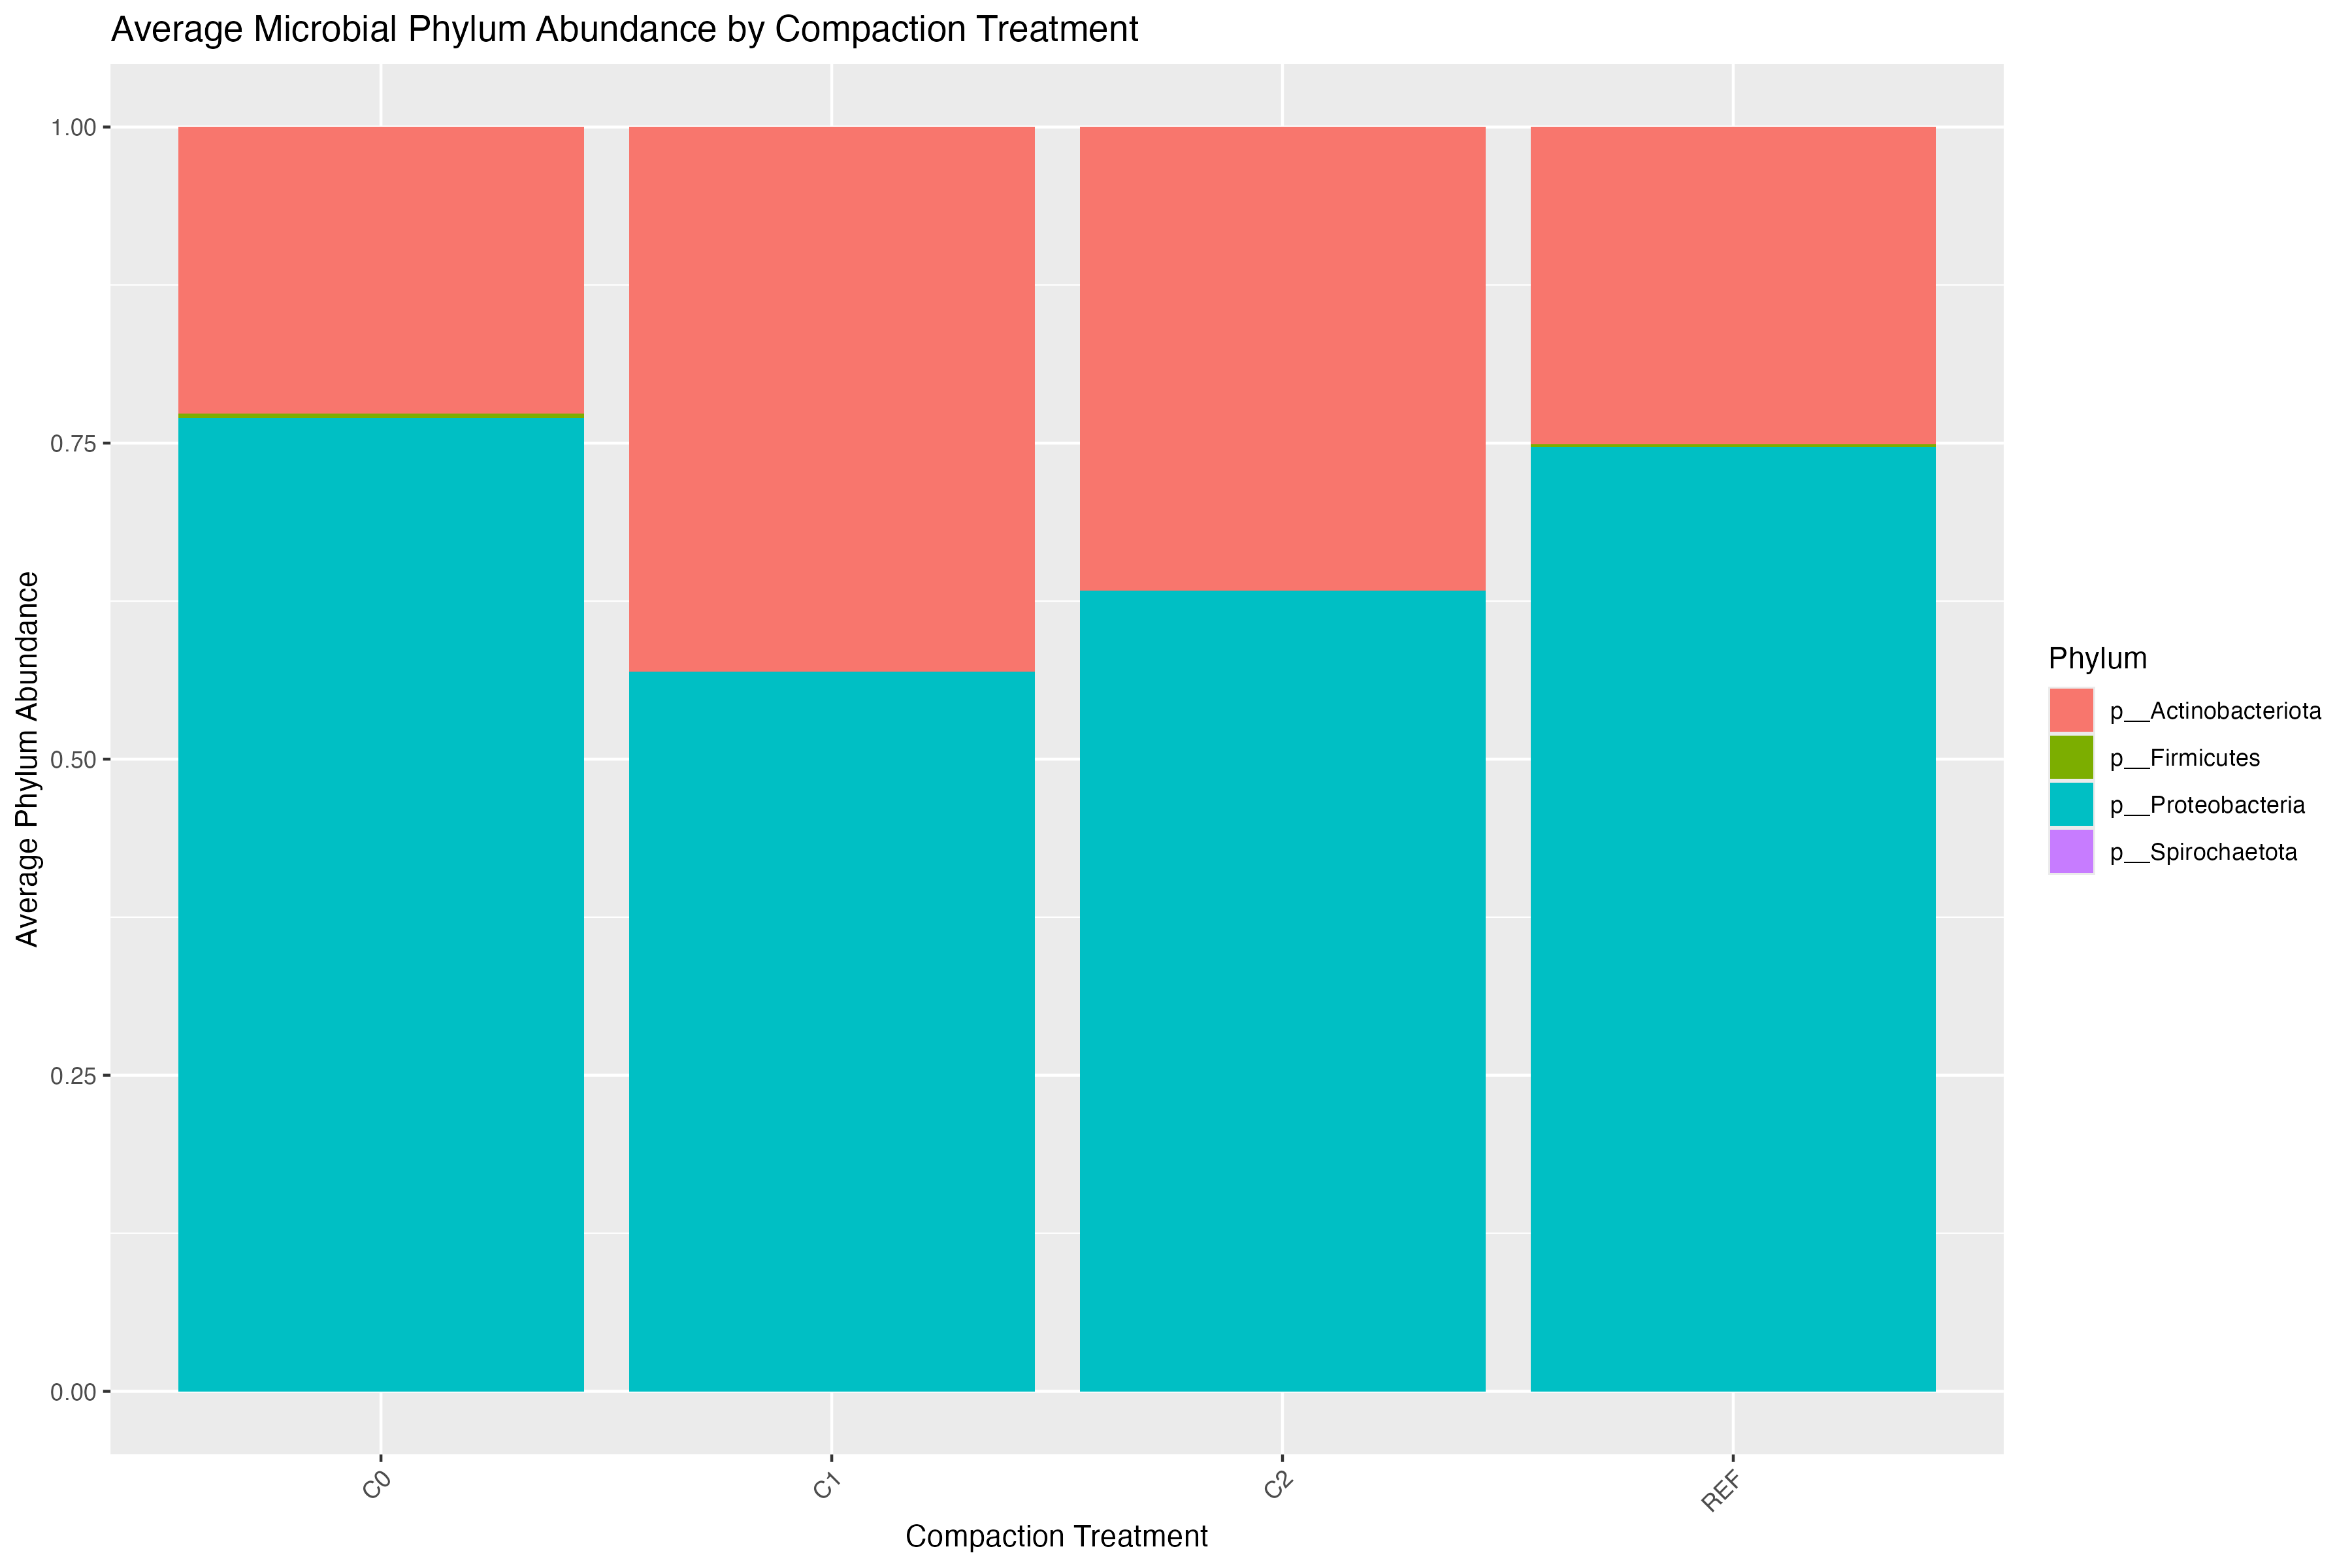 Average Microbial Phylum Abundance by Compaction Treatment
Average Phylum Abundance
1.00
0.75
0.50
0.25
0.00
C0
C1
C2
REF
Compaction Treatment
Phylum
p__Actinobacteriota
p__Firmicutes
p__Proteobacteria
p__Spirochaetota